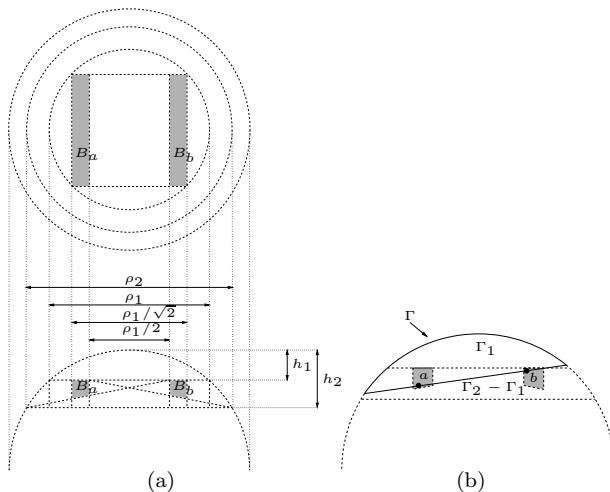 B_a B_b
ρ_2
ρ_1
ρ_1/√2
ρ_1/2
h_1
h_2
B_a B_b
Γ
Γ_1
a
b
Γ_2 − Γ_1
(a) (b)